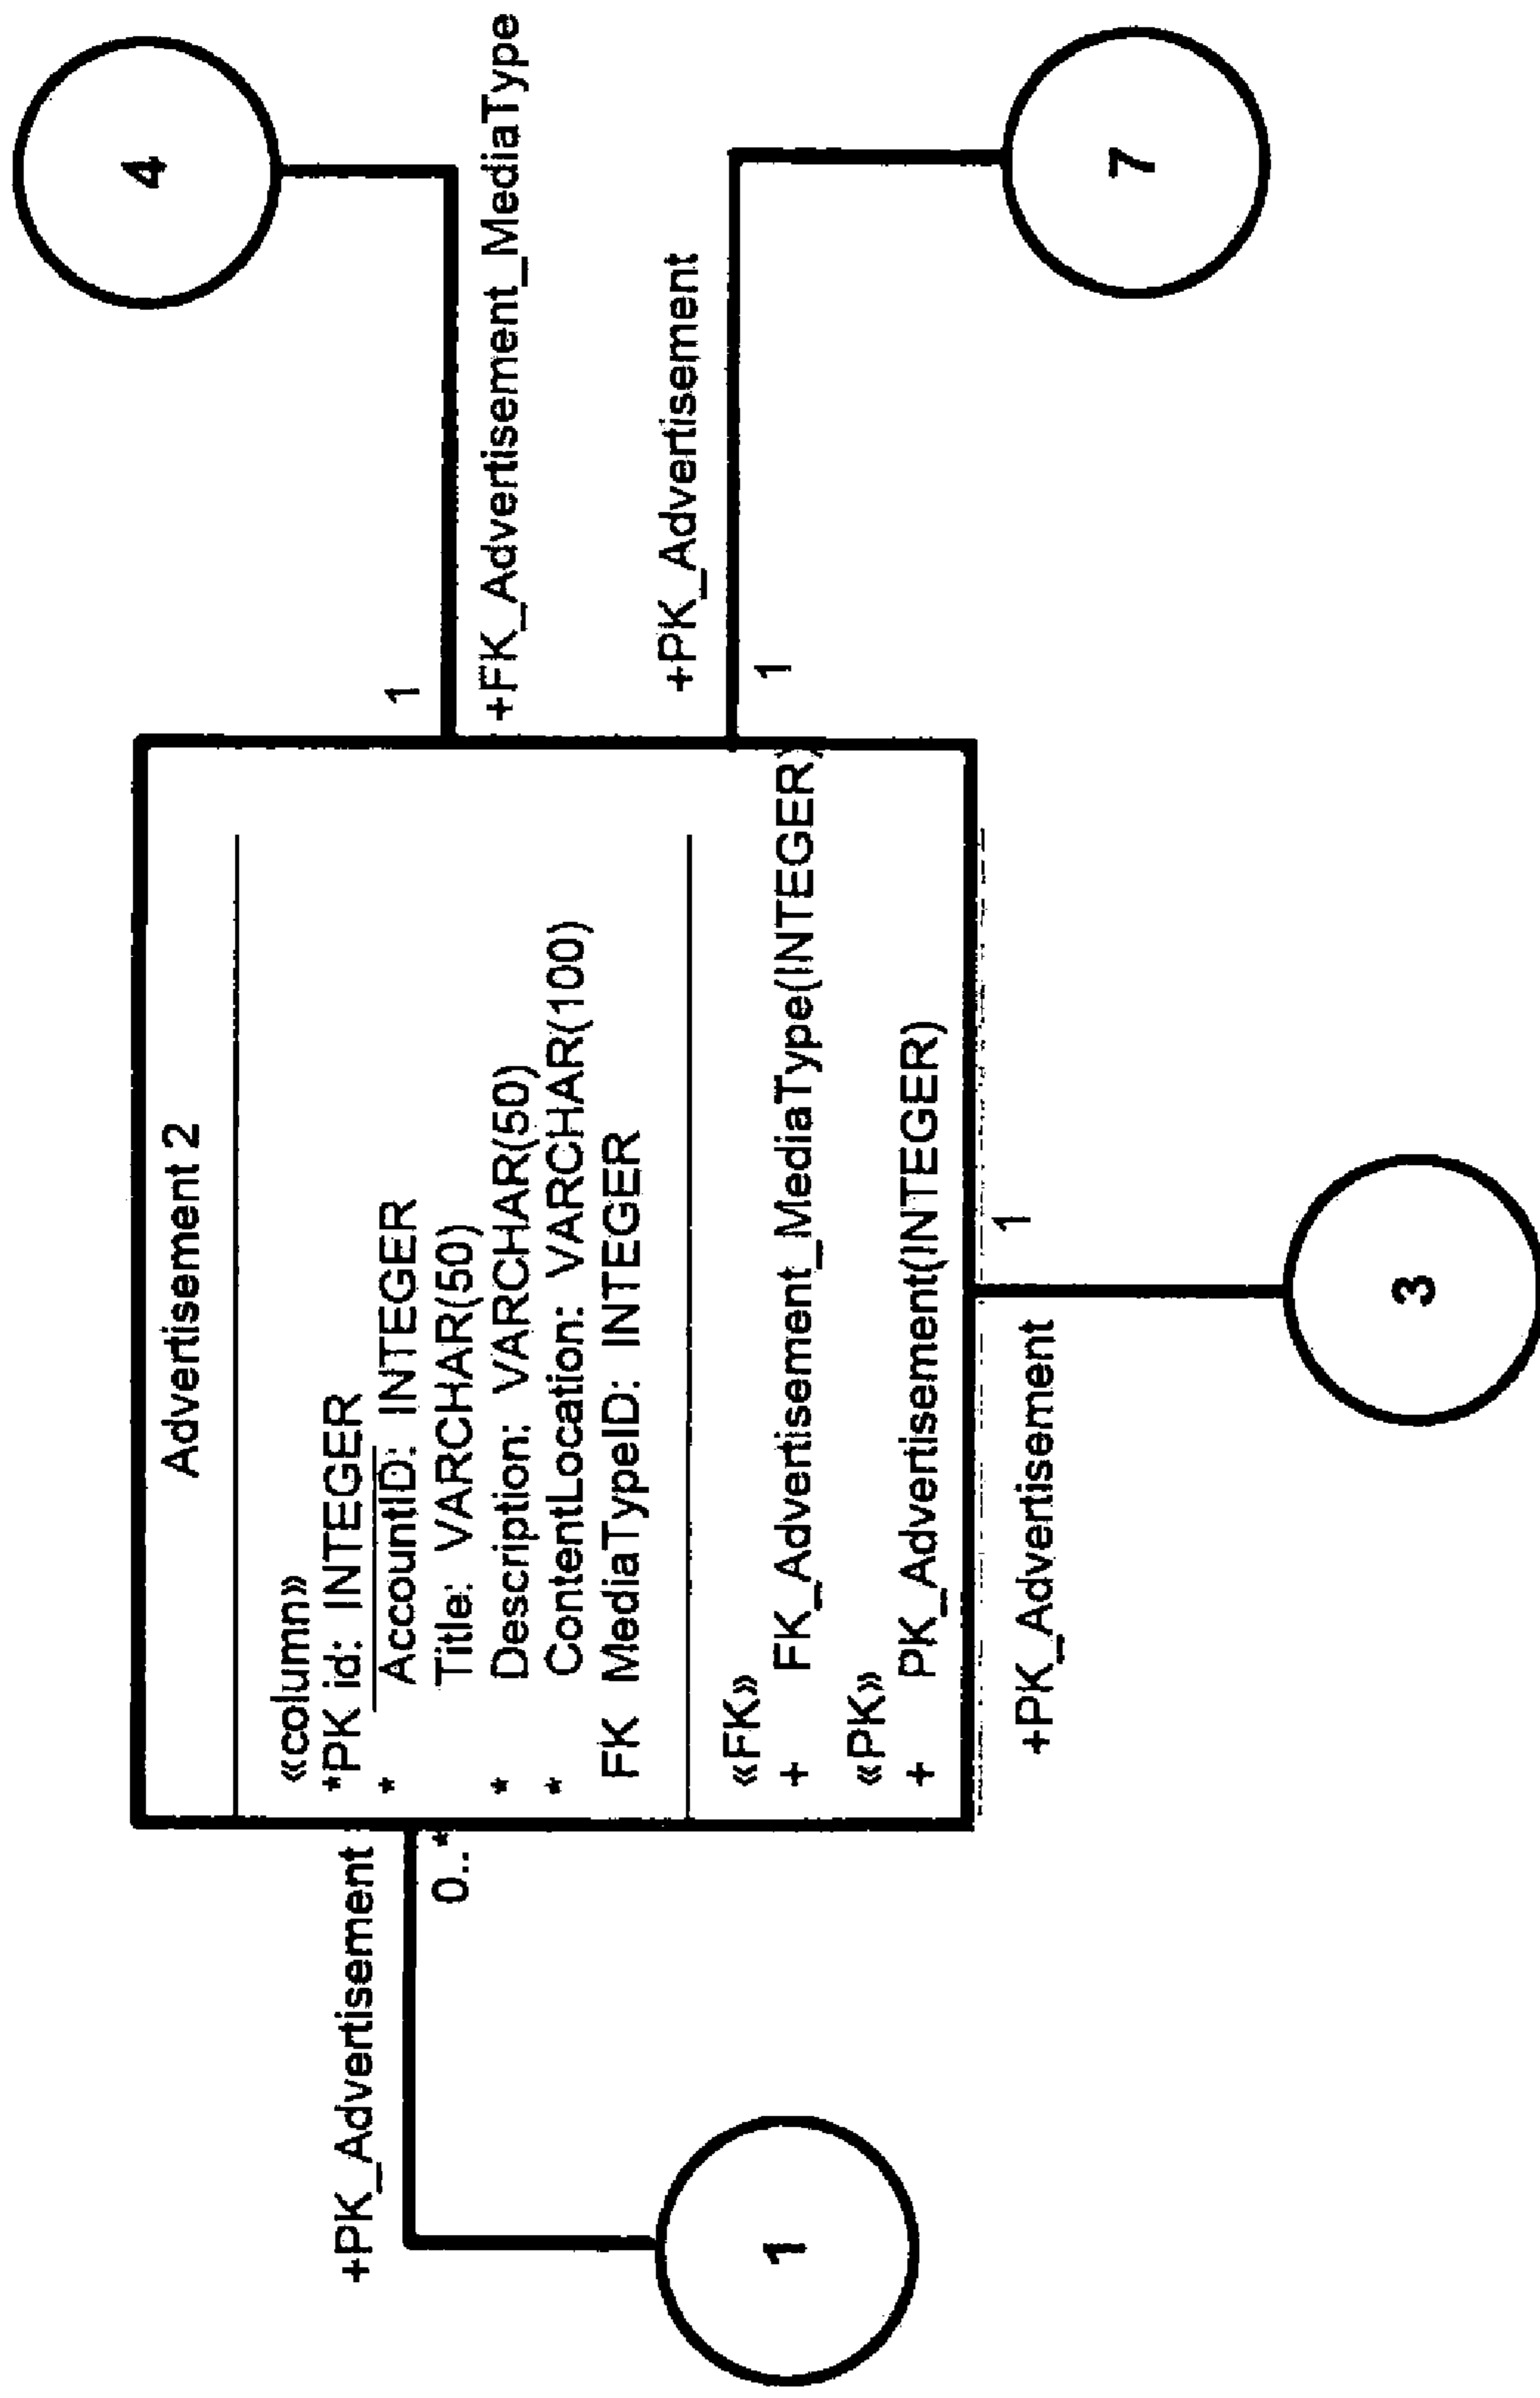 Advertisement 2
«column»
*PK id: INTEGER
* AccountID: INTEGER
Title: VARCHAR(50)
* Description: VARCHAR(50)
* ContentLocation: VARCHAR(100)
FK MediaTypeID: INTEGER
«FK»
+ FK_Advertisement_MediaType(INTEGER)
«PK»
+ PK_Advertisement(INTEGER)
+PK_Advertisement
0..*
1
1
+FK_Advertisement_MediaType
4
+PK_Advertisement
1
7
1
+PK_Advertisement
3